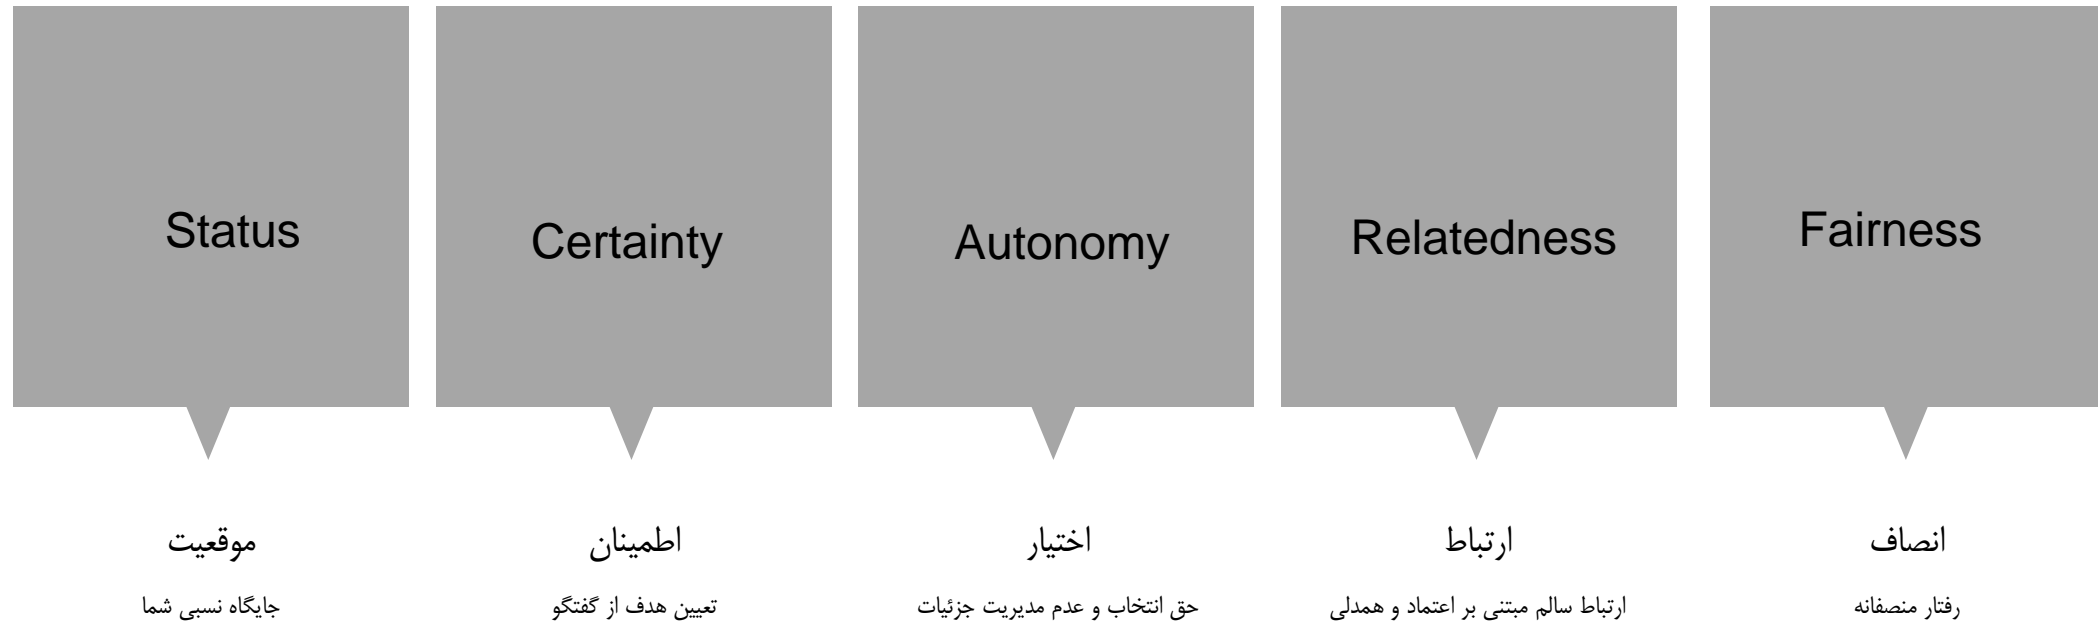 Status
Certainty
Autonomy
Relatedness
Fairness
موقعیت
جایگاه نسبی شما
اطمینان
تعیین هدف از گفتگو
اختیار
حق انتخاب و عدم مدیریت جزئیات
ارتباط
ارتباط سالم مبتنی بر اعتماد و همدلی
انصاف
رفتار منصفانه